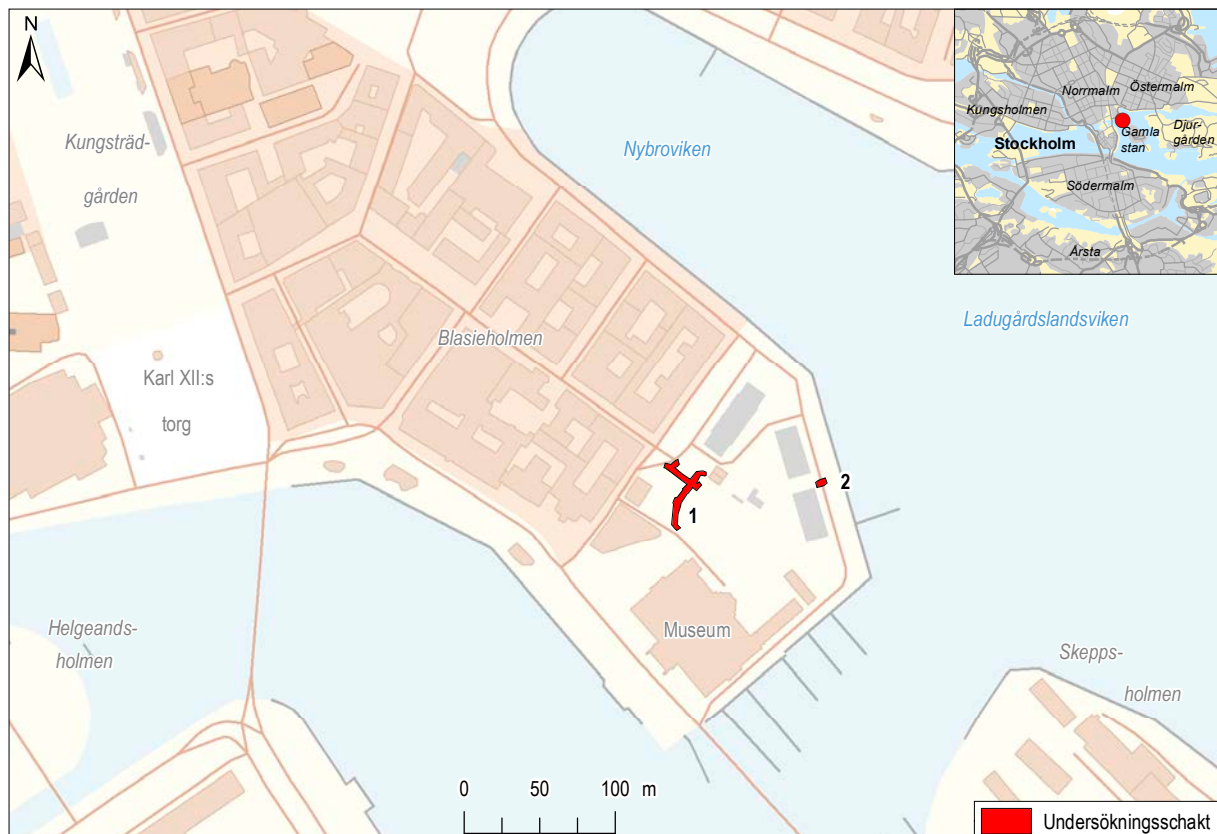 N
Kungsträd-
gården
Nybroviken
Norrmalm
Östermalm
Kungsholmen
Djur-
gården
Gamla
stan
Stockholm
Södermalm
Årsta
Ladugårdslandsviken
Blasieholmen
Karl XII:s
torg
1
2
Museum
Helgeands-
holmen
Skepps-
holmen
0 50 100 m
Undersökningsschakt